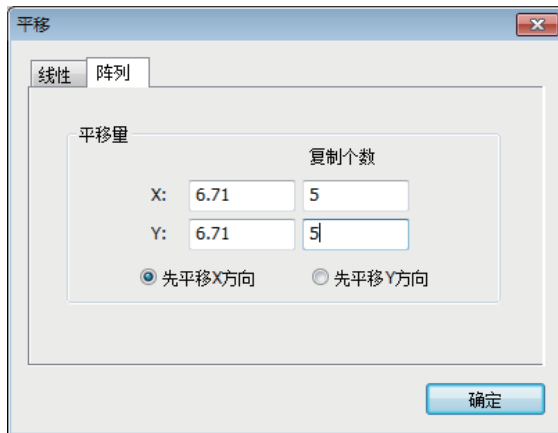 平移
线性 阵列
平移量
复制个数
X: 6.71 5
Y: 6.71 5
先平移X方向 先平移Y方向
确定